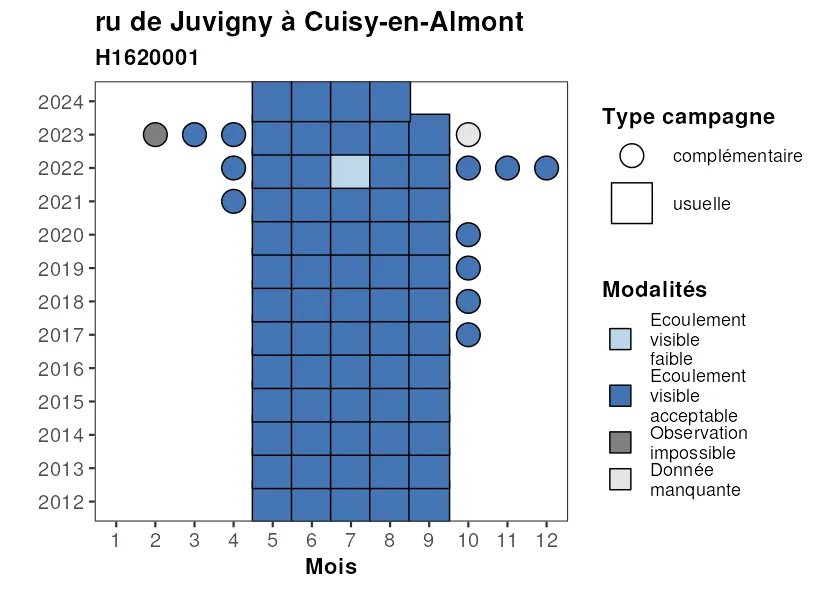 ru de Juvigny à Cuisy-en-Almont
H1620001
2024
2023
2022
2021
2020
2019
2018
2017
2016
2015
2014
2013
2012
1 2 3 4 5 6 7 8 9 10 11 12
Mois
Type campagne
complémentaire
usuelle
Modalités
Ecoulement
visible
faible
Ecoulement
visible
acceptable
Observation
impossible
Donnée
manquante